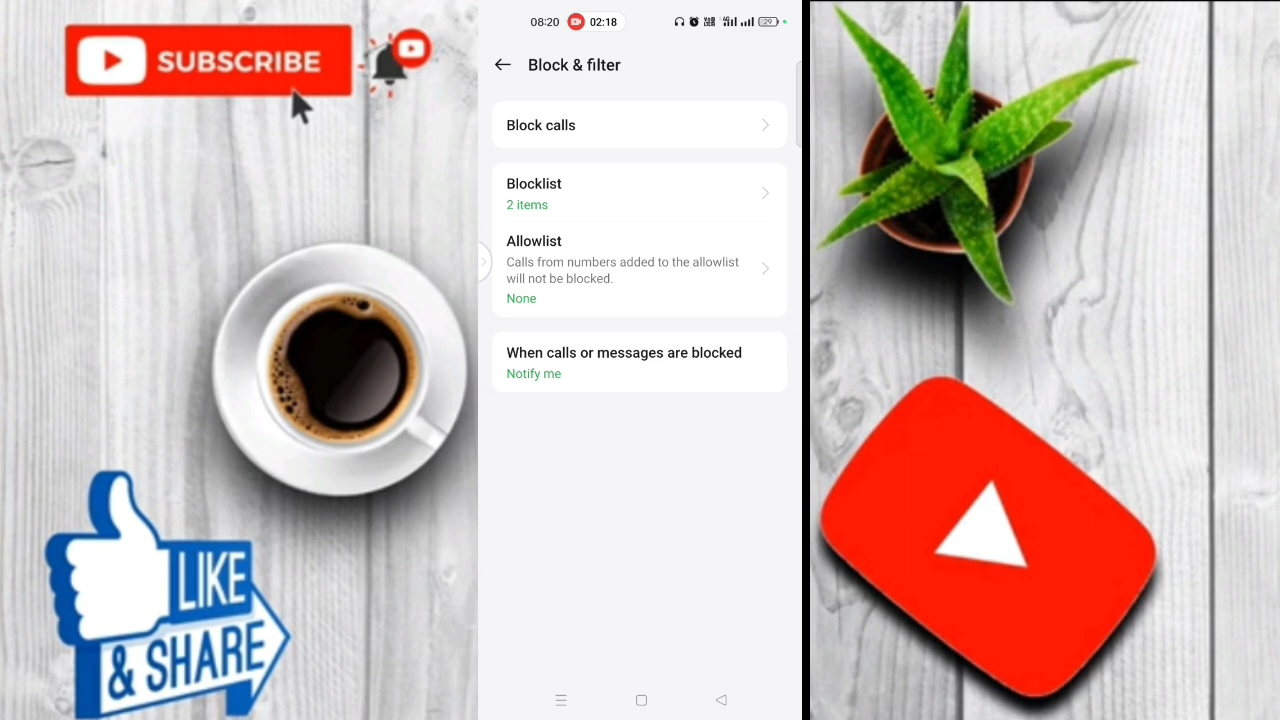 SUBSCRIBE
08:20
02:18
29
Block & filter
Block calls
Blocklist
2 items
Allowlist
Calls from numbers added to the allowlist
will not be blocked.
None
When calls or messages are blocked
Notify me
LIKE
& SHARE